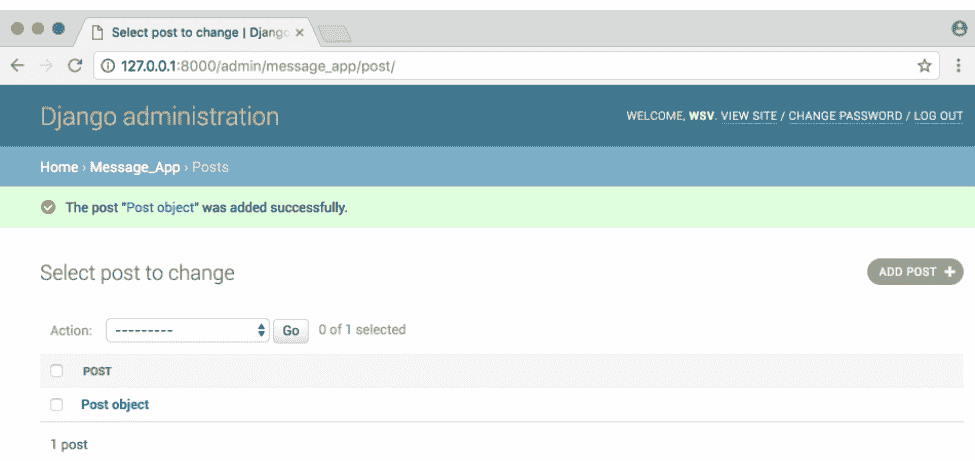 Select post to change | Djang
127.0.0.1:8000/admin/message_app/post/
Django administration
WELCOME, WSV. VIEW SITE / CHANGE PASSWORD / LOG OUT
Home › Message_App › Posts
The post "Post object" was added successfully.
Select post to change
ADD POST +
Action: --------- Go 0 of 1 selected
POST
Post object
1 post